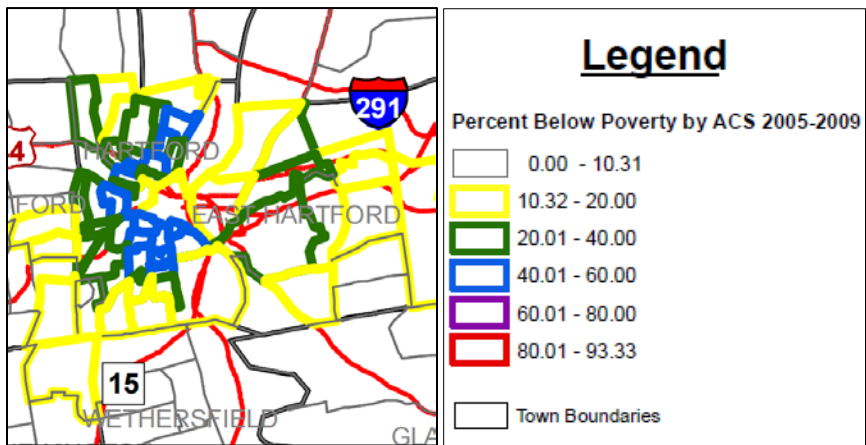 291
4
HARTFORD
FORD
EAST HARTFORD
15
WETHERSFIELD
GLA
Legend
Percent Below Poverty by ACS 2005-2009
0.00 - 10.31
10.32 - 20.00
20.01 - 40.00
40.01 - 60.00
60.01 - 80.00
80.01 - 93.33
Town Boundaries